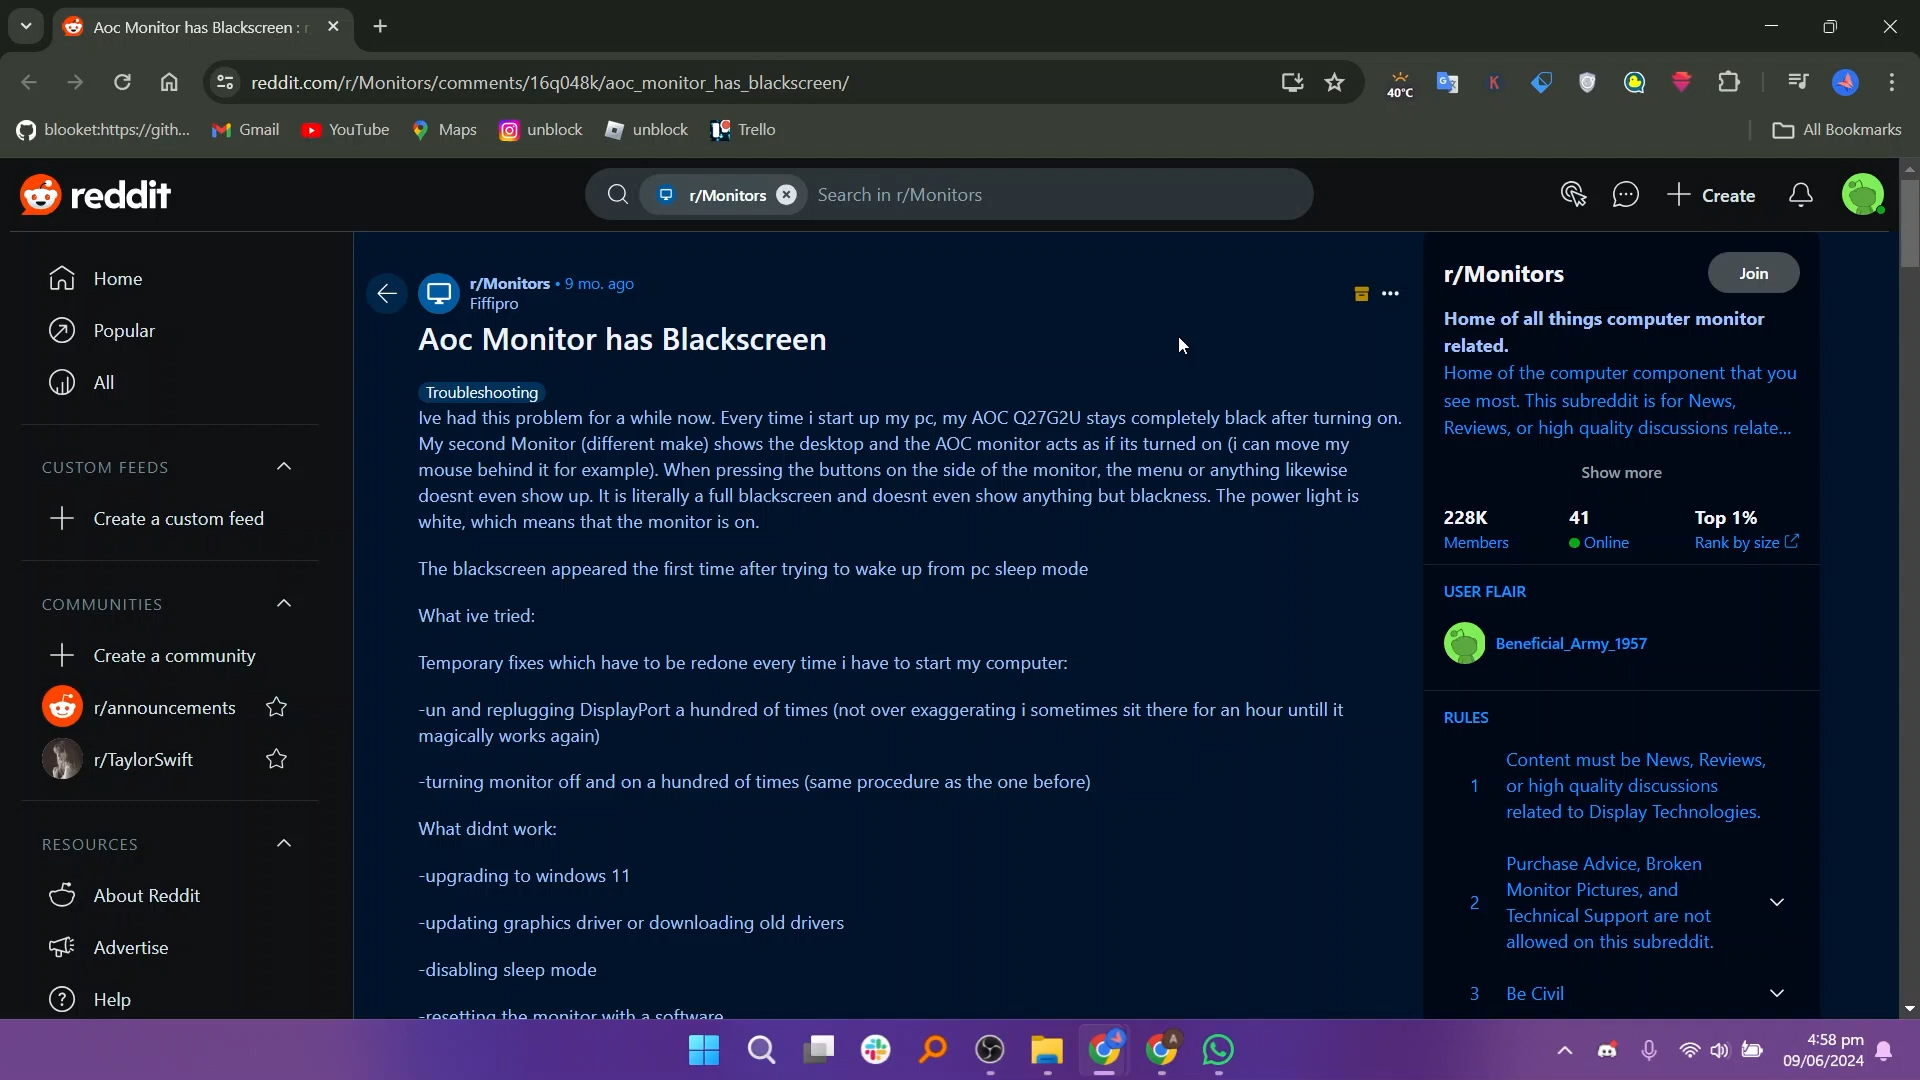 Aoc Monitor has Blackscreen : r
reddit.com/r/Monitors/comments/16q048k/aoc_monitor_has_blackscreen/
40°C
K
blooket:https://gith...
Gmail
YouTube
Maps
unblock
unblock
Trello
All Bookmarks
reddit
r/Monitors
Search in r/Monitors
Create
Home
Popular
All
CUSTOM FEEDS
Create a custom feed
COMMUNITIES
Create a community
r/announcements
r/TaylorSwift
RESOURCES
About Reddit
Advertise
Help
r/Monitors • 9 mo. ago
Fiffipro
Aoc Monitor has Blackscreen
Troubleshooting
Ive had this problem for a while now. Every time i start up my pc, my AOC Q27G2U stays completely black after turning on.
My second Monitor (different make) shows the desktop and the AOC monitor acts as if its turned on (i can move my
mouse behind it for example). When pressing the buttons on the side of the monitor, the menu or anything likewise
doesnt even show up. It is literally a full blackscreen and doesnt even show anything but blackness. The power light is
white, which means that the monitor is on.
The blackscreen appeared the first time after trying to wake up from pc sleep mode
What ive tried:
Temporary fixes which have to be redone every time i have to start my computer:
-un and replugging DisplayPort a hundred of times (not over exaggerating i sometimes sit there for an hour untill it
magically works again)
-turning monitor off and on a hundred of times (same procedure as the one before)
What didnt work:
-upgrading to windows 11
-updating graphics driver or downloading old drivers
-disabling sleep mode
-resetting the monitor with a software
r/Monitors
Join
Home of all things computer monitor
related.
Home of the computer component that you
see most. This subreddit is for News,
Reviews, or high quality discussions relate...
Show more
228K
41
Top 1%
Members
Online
Rank by size
USER FLAIR
Beneficial_Army_1957
RULES
1
Content must be News, Reviews,
or high quality discussions
related to Display Technologies.
2
Purchase Advice, Broken
Monitor Pictures, and
Technical Support are not
allowed on this subreddit.
3
Be Civil
A
4:58 pm
09/06/2024